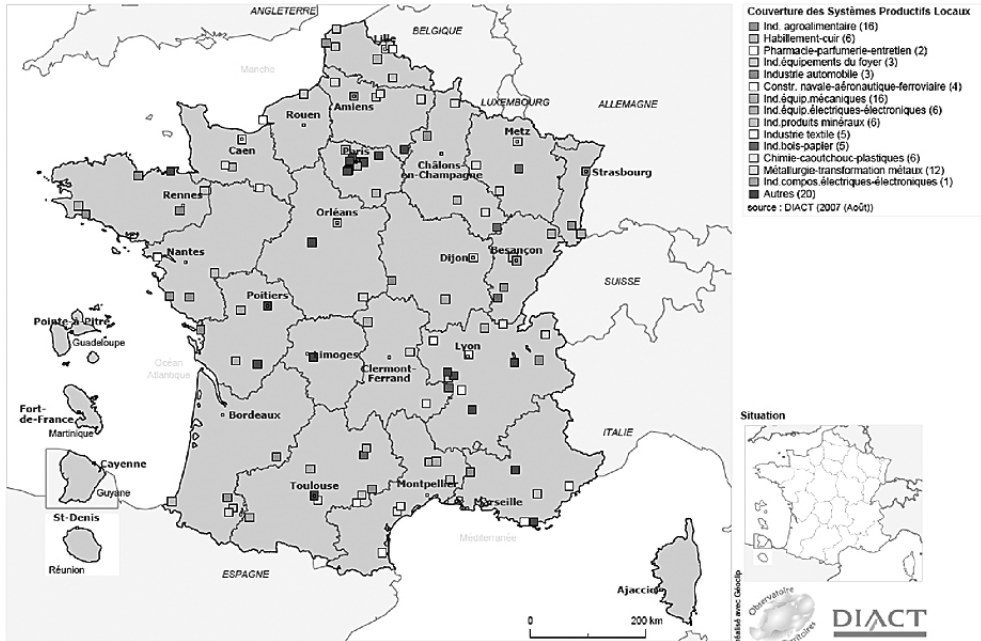 ANGLETERRE
BELGIQUE
Manche
Lille
LUXEMBOURG
ALLEMAGNE
Amiens
Rouen
Metz
Caen
Paris
Châlons-
en-Champagne
Strasbourg
Rennes
Orléans
Nantes
Dijon
Besançon
SUISSE
Poitiers
Pointe-à-Pitre
Guadeloupe
Océan
Atlantique
Limoges
Clermont-
Ferrand
Lyon
Fort-
de-France
Martinique
Bordeaux
ITALIE
Cayenne
Guyane
Toulouse
Montpellier
Marseille
St-Denis
Réunion
Méditerranée
ESPAGNE
Ajaccio
0 200 km
Couverture des Systèmes Productifs Locaux
Ind. agroalimentaire (16)
Habillement-cuir (6)
Pharmacie-parfumerie-entretien (2)
Ind.équipements du foyer (3)
Industrie automobile (3)
Constr. navale-aéronautique-ferroviaire (4)
Ind.équip.mécaniques (16)
Ind.équip.électriques-électroniques (6)
Ind.produits minéraux (6)
Industrie textile (5)
Ind.bois-papier (5)
Chimie-caoutchouc-plastiques (6)
Métallurgie-transformation métaux (12)
Ind.compos.électriques-électroniques (1)
Autres (20)
source : DIACT (2007 (Août))
Situation
réalisé avec Géoclip
Observatoire
Territoires
DIACT